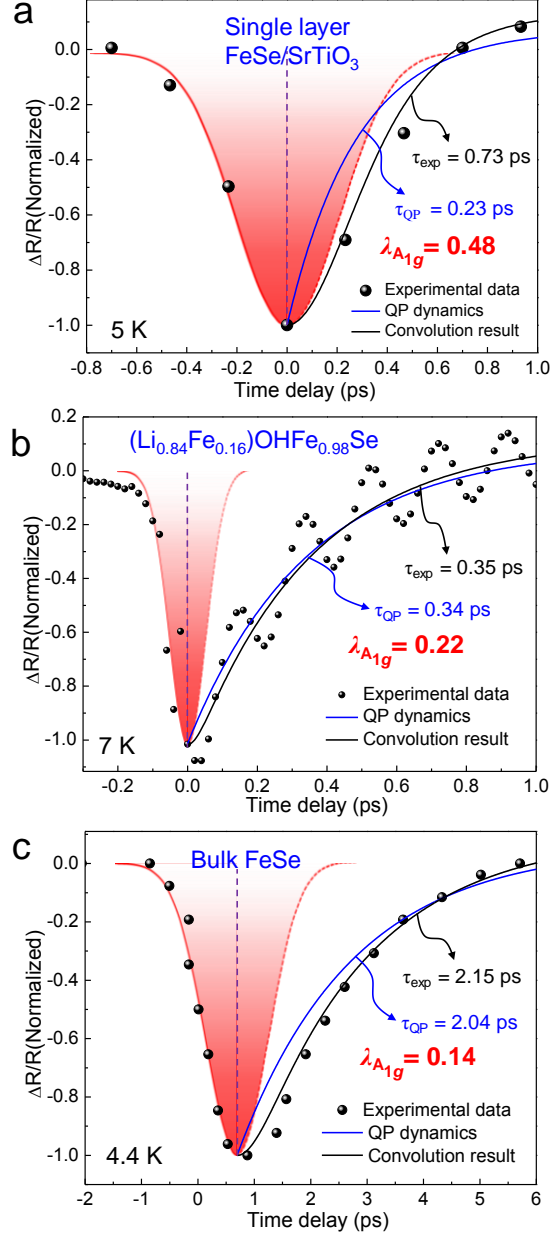 a
Single layer
FeSe/SrTiO3
0.0
-0.2
-0.4
-0.6
-0.8
-1.0
ΔR/R(Normalized)
τexp = 0.73 ps
τQP = 0.23 ps
λA1g = 0.48
Experimental data
QP dynamics
Convolution result
5 K
-0.8 -0.6 -0.4 -0.2 0.0 0.2 0.4 0.6 0.8 1.0
Time delay (ps)
b
(Li0.84Fe0.16)OHFe0.98Se
0.2
0.0
-0.2
-0.4
-0.6
-0.8
-1.0
ΔR/R(Normalized)
τexp = 0.35 ps
τQP = 0.34 ps
λA1g = 0.22
Experimental data
QP dynamics
Convolution result
7 K
-0.2 0.0 0.2 0.4 0.6 0.8 1.0
Time delay (ps)
c
Bulk FeSe
0.0
-0.2
-0.4
-0.6
-0.8
-1.0
ΔR/R(Normalized)
τexp = 2.15 ps
τQP = 2.04 ps
λA1g = 0.14
Experimental data
QP dynamics
Convolution result
4.4 K
-2 -1 0 1 2 3 4 5 6
Time delay (ps)